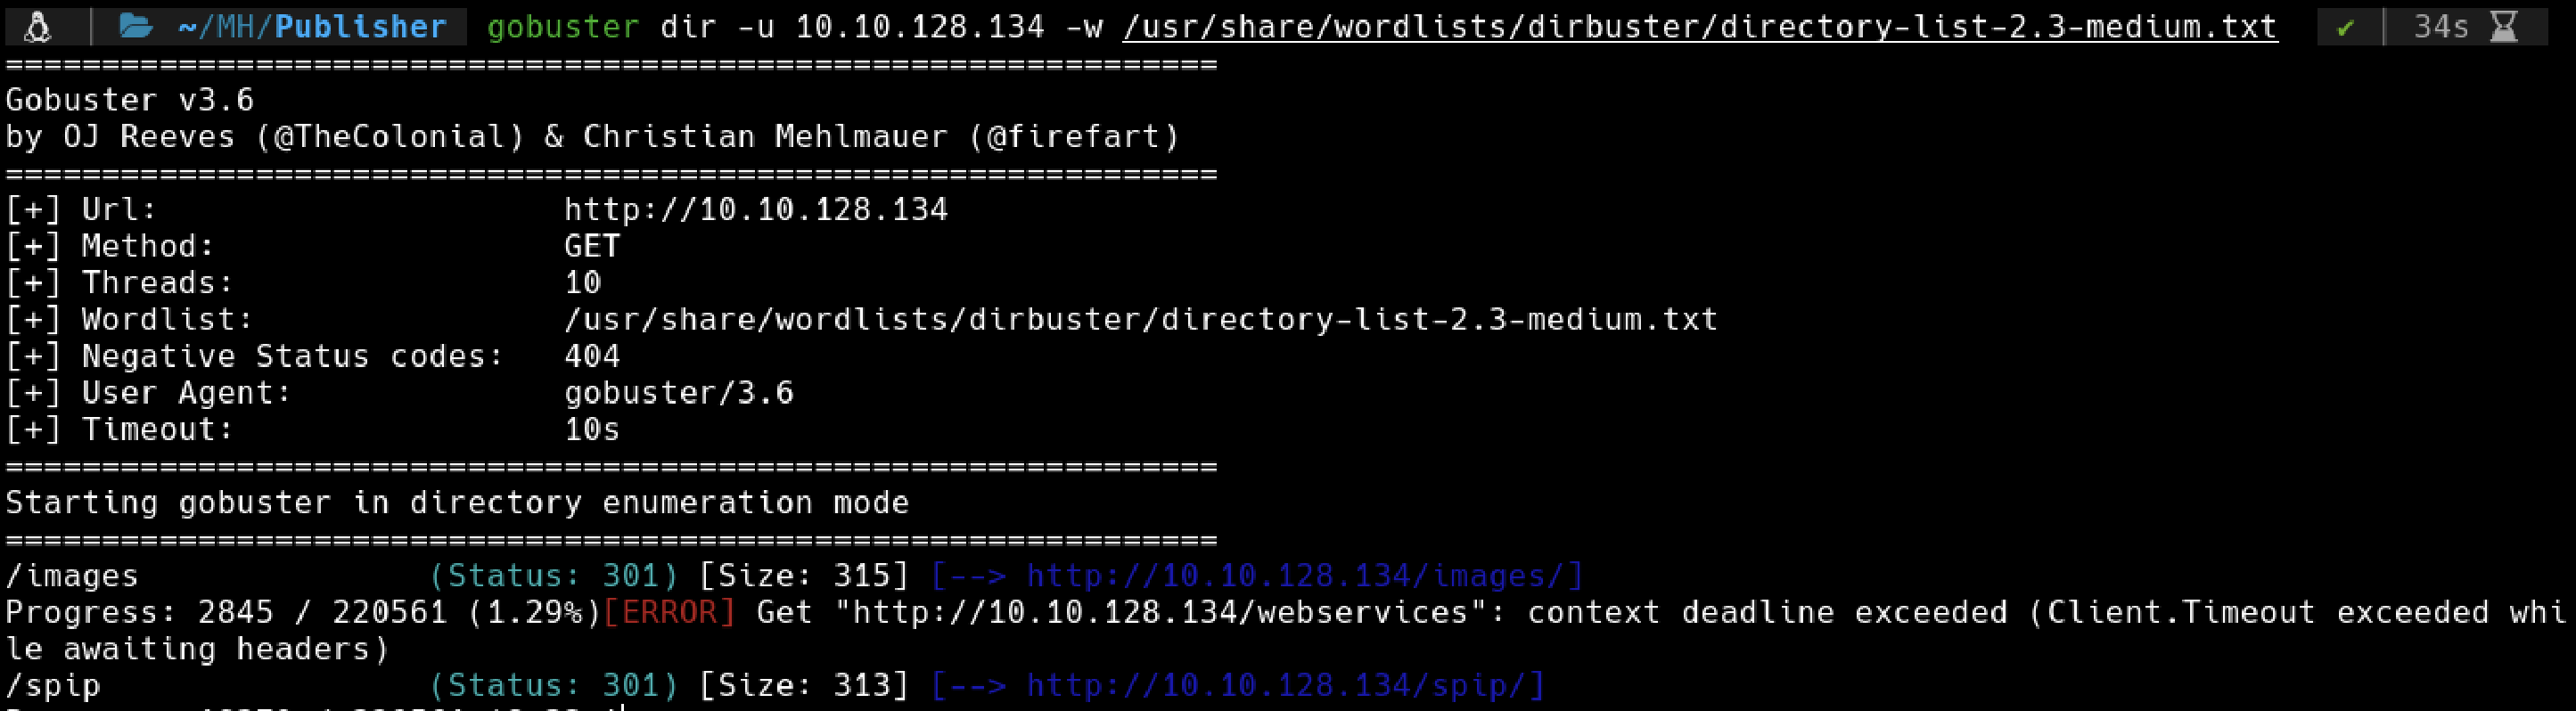 ~/MH/Publisher gobuster dir -u 10.10.128.134 -w /usr/share/wordlists/dirbuster/directory-list-2.3-medium.txt ✔ 34s
===============================================================
Gobuster v3.6
by OJ Reeves (@TheColonial) & Christian Mehlmauer (@firefart)
===============================================================
[+] Url: http://10.10.128.134
[+] Method: GET
[+] Threads: 10
[+] Wordlist: /usr/share/wordlists/dirbuster/directory-list-2.3-medium.txt
[+] Negative Status codes: 404
[+] User Agent: gobuster/3.6
[+] Timeout: 10s
===============================================================
Starting gobuster in directory enumeration mode
===============================================================
/images (Status: 301) [Size: 315] [--> http://10.10.128.134/images/]
Progress: 2845 / 220561 (1.29%)[ERROR] Get "http://10.10.128.134/webservices": context deadline exceeded (Client.Timeout exceeded whi
le awaiting headers)
/spip (Status: 301) [Size: 313] [--> http://10.10.128.134/spip/]